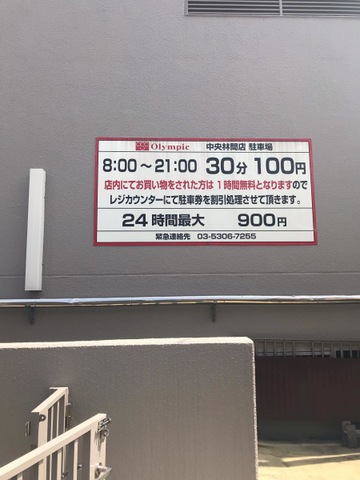 Olympic 中央林間店 駐車場
8:00～21:00 30分 100円
店内にてお買い物をされた方は1時間無料となりますので
レジカウンターにて駐車券を割引処理させて頂きます。
24時間最大 900円
緊急連絡先 03-5306-7255